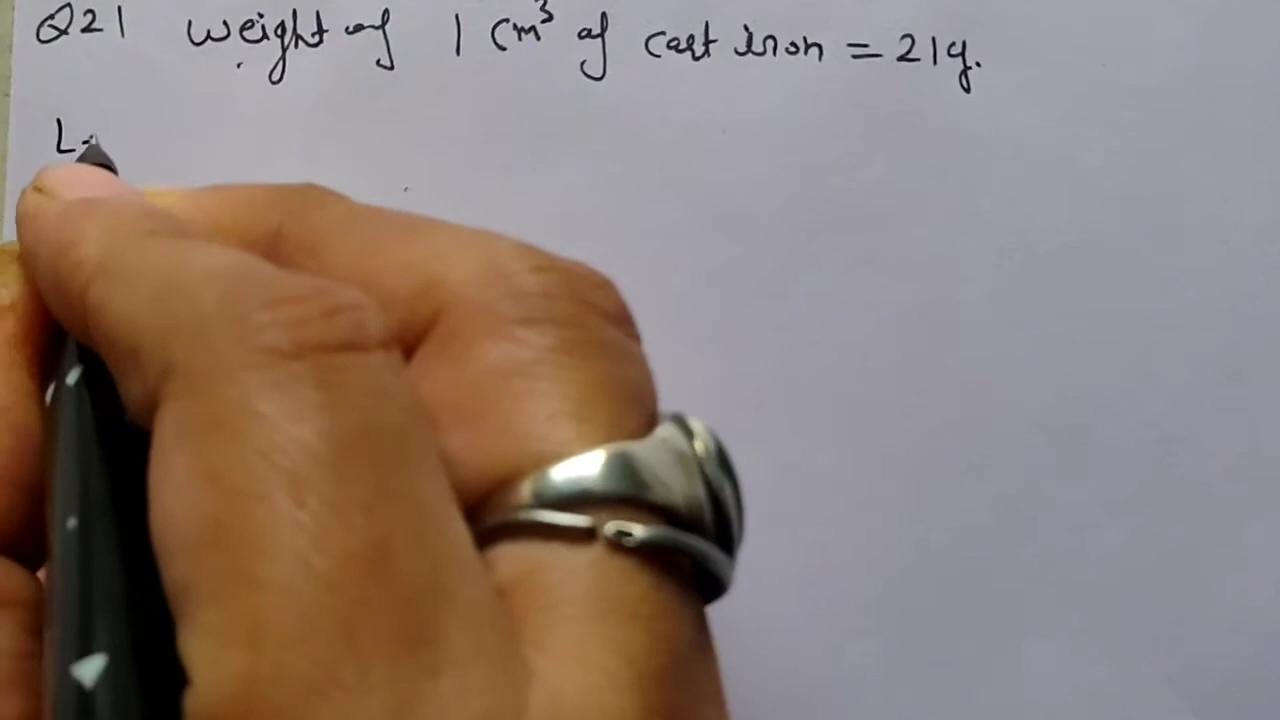 Q21 weight of 1 cm³ of cast iron = 21g.
L